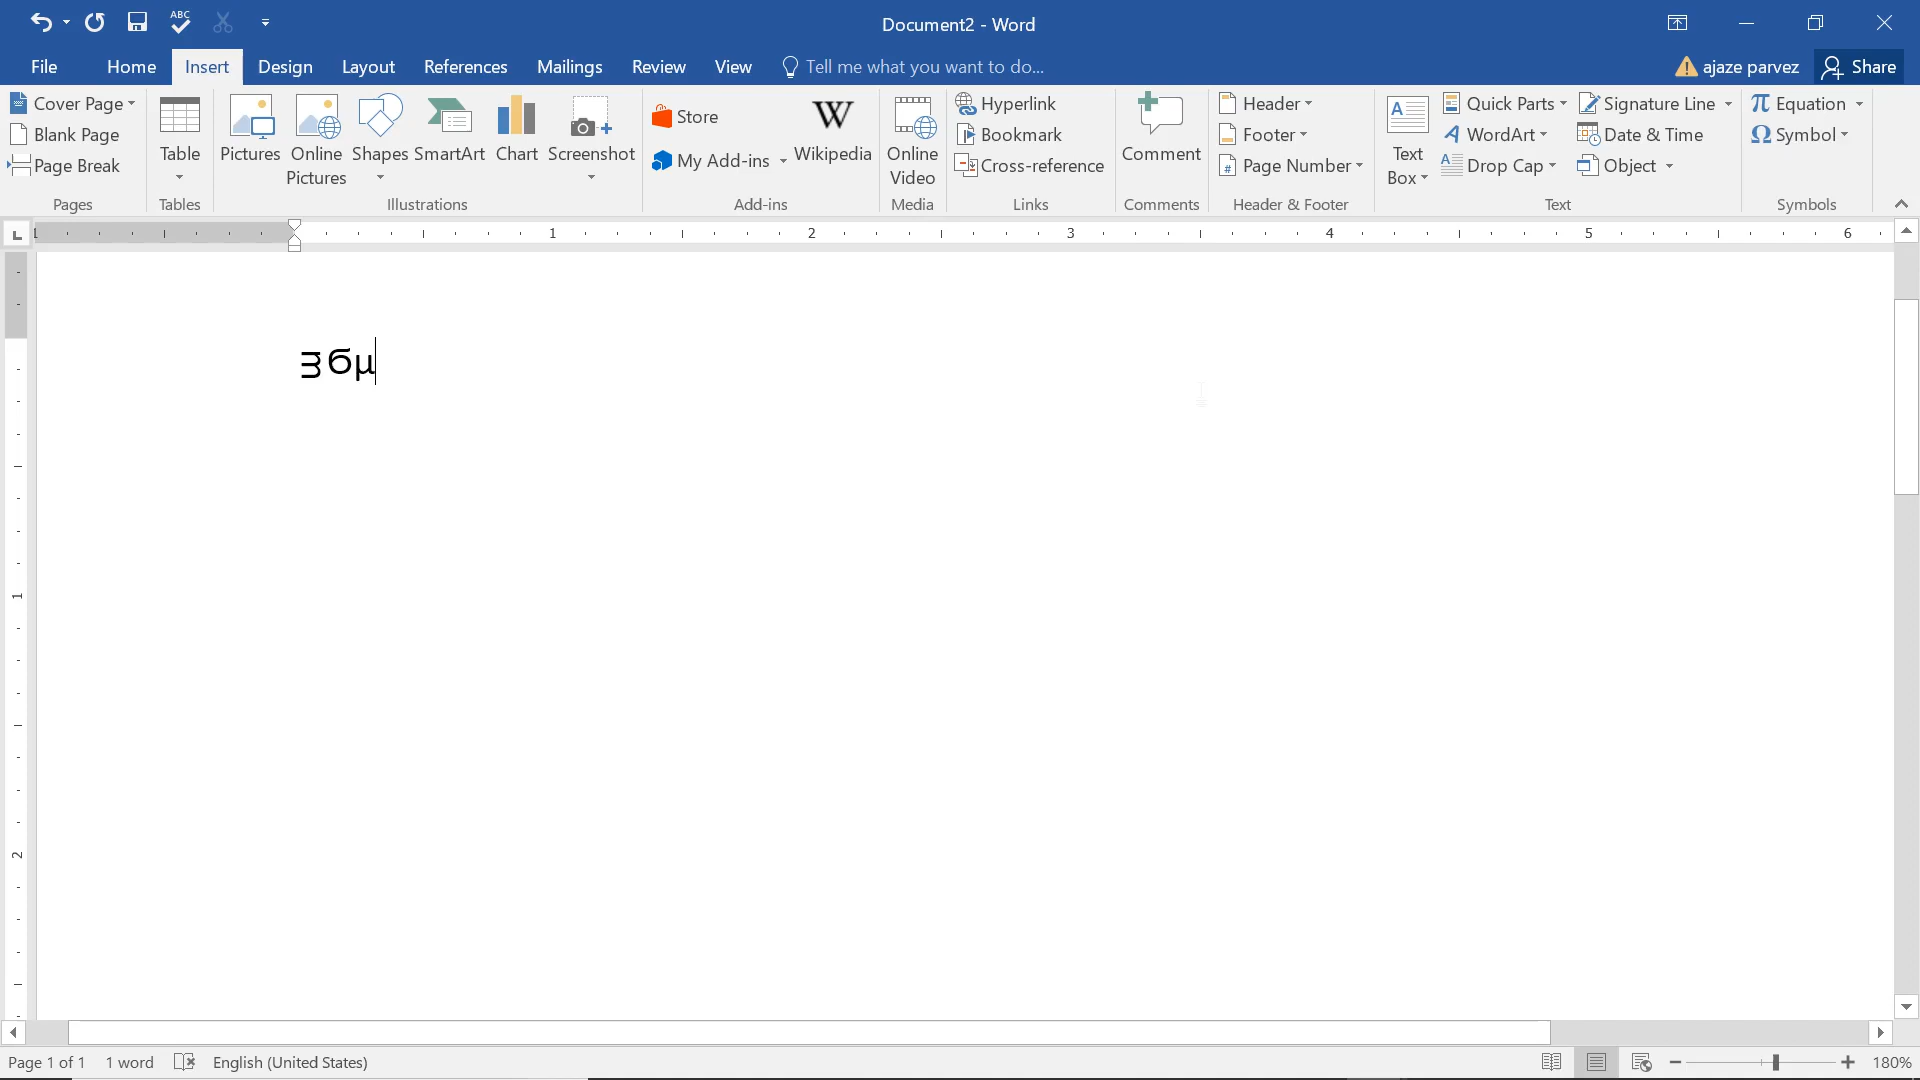 ABC
Document2 - Word
File Home Insert Design Layout References Mailings Review View Tell me what you want to do...
ajaze parvez Share
Cover Page
Blank Page
Page Break
Pages
Table
Tables
Pictures
Online Pictures
Shapes
SmartArt
Chart
Screenshot
Illustrations
Store
My Add-ins
W
Wikipedia
Add-ins
Online Video
Media
Hyperlink
Bookmark
Cross-reference
Links
Comment
Comments
Header
Footer
Page Number
Header & Footer
Text Box
Quick Parts
WordArt
Drop Cap
Signature Line
Date & Time
Object
Text
π Equation
Ω Symbol
Symbols
1 1 2 3 4 5 6
1
2
Page 1 of 1 1 word English (United States)
180%